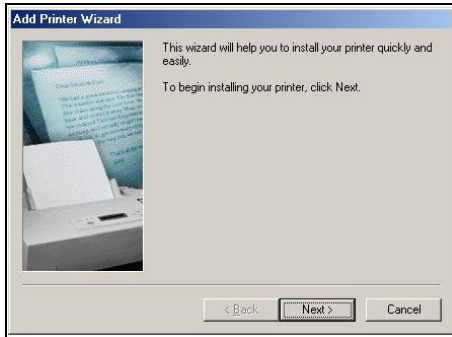 Add Printer Wizard
This wizard will help you to install your printer quickly and
easily.
To begin installing your printer, click Next.
< Back
Next >
Cancel